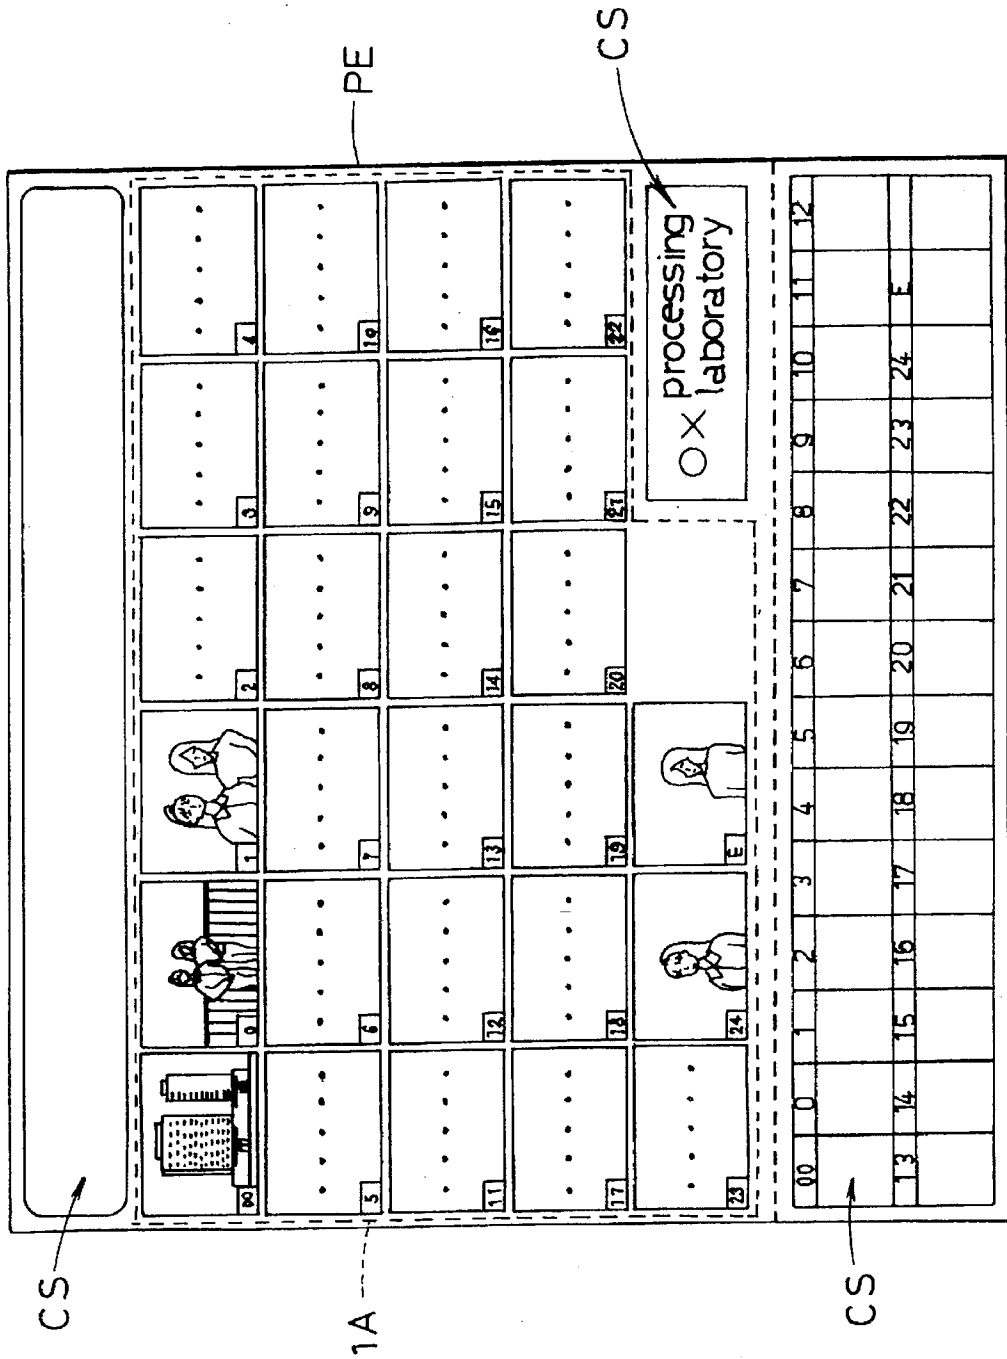 CS
00 0 1 2 3 4
1A
5 6 7 8 9 10
PE
11 12 13 14 15 16
17 18 19 20 21 22
CS
○× processing
laboratory
23 24 E
00 0 1 2 3 4 5 6 7 8 9 10 11 12
CS
13 14 15 16 17 18 19 20 21 22 23 24 E